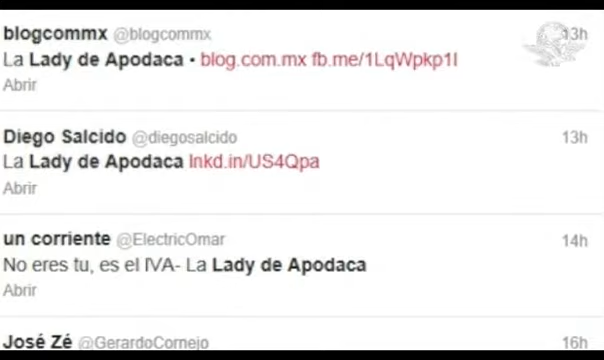 blogcommx @blogcommx 13h
La Lady de Apodaca • blog.com.mx fb.me/1LqWpkp1l
Abrir
Diego Salcido @diegosalcido 13h
La Lady de Apodaca lnkd.in/US4Qpa
Abrir
un corriente @ElectricOmar 14h
No eres tu, es el IVA- La Lady de Apodaca
Abrir
José Zé @GerardoCornejo 16h